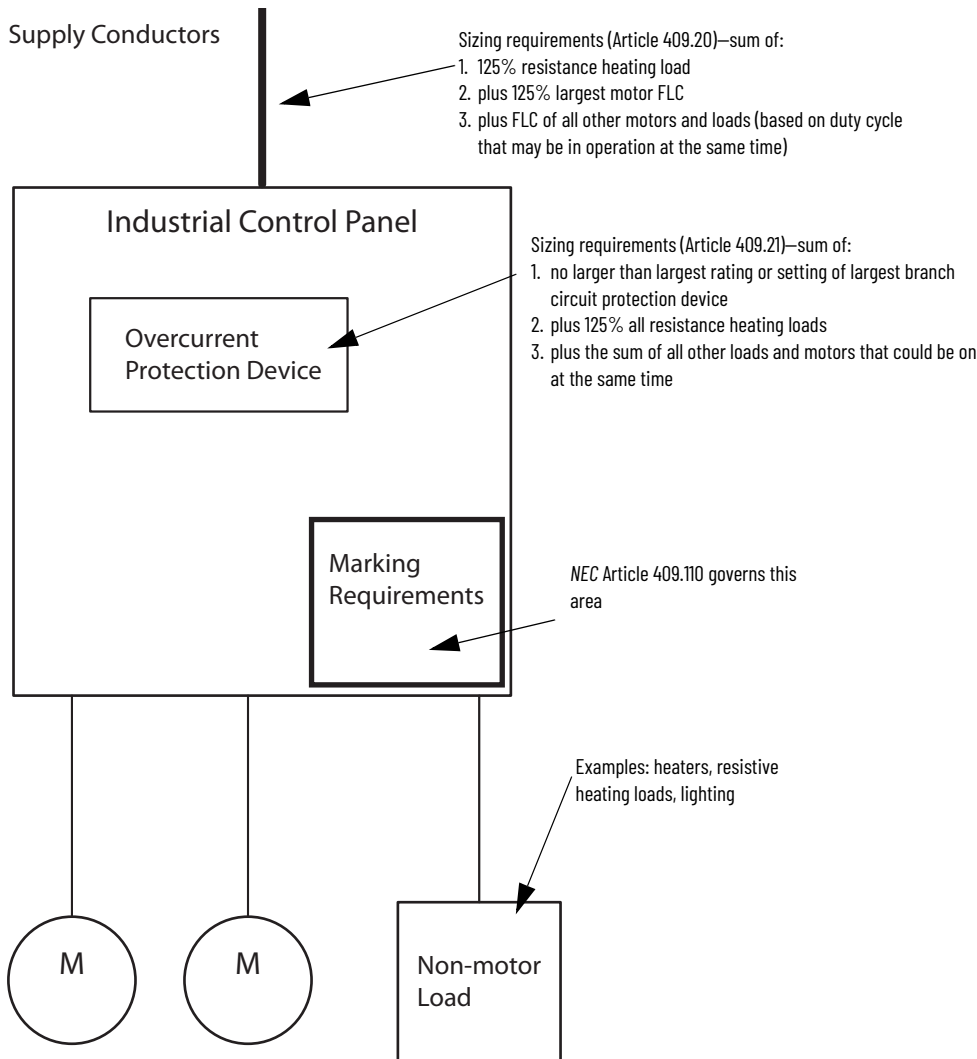 Supply Conductors
Sizing requirements (Article 409.20)—sum of:
1. 125% resistance heating load
2. plus 125% largest motor FLC
3. plus FLC of all other motors and loads (based on duty cycle
that may be in operation at the same time)
Industrial Control Panel
Sizing requirements (Article 409.21)—sum of:
1. no larger than largest rating or setting of largest branch
circuit protection device
2. plus 125% all resistance heating loads
3. plus the sum of all other loads and motors that could be on
at the same time
Overcurrent
Protection Device
Marking
Requirements
NEC Article 409.110 governs this
area
Examples: heaters, resistive
heating loads, lighting
M
M
Non-motor
Load